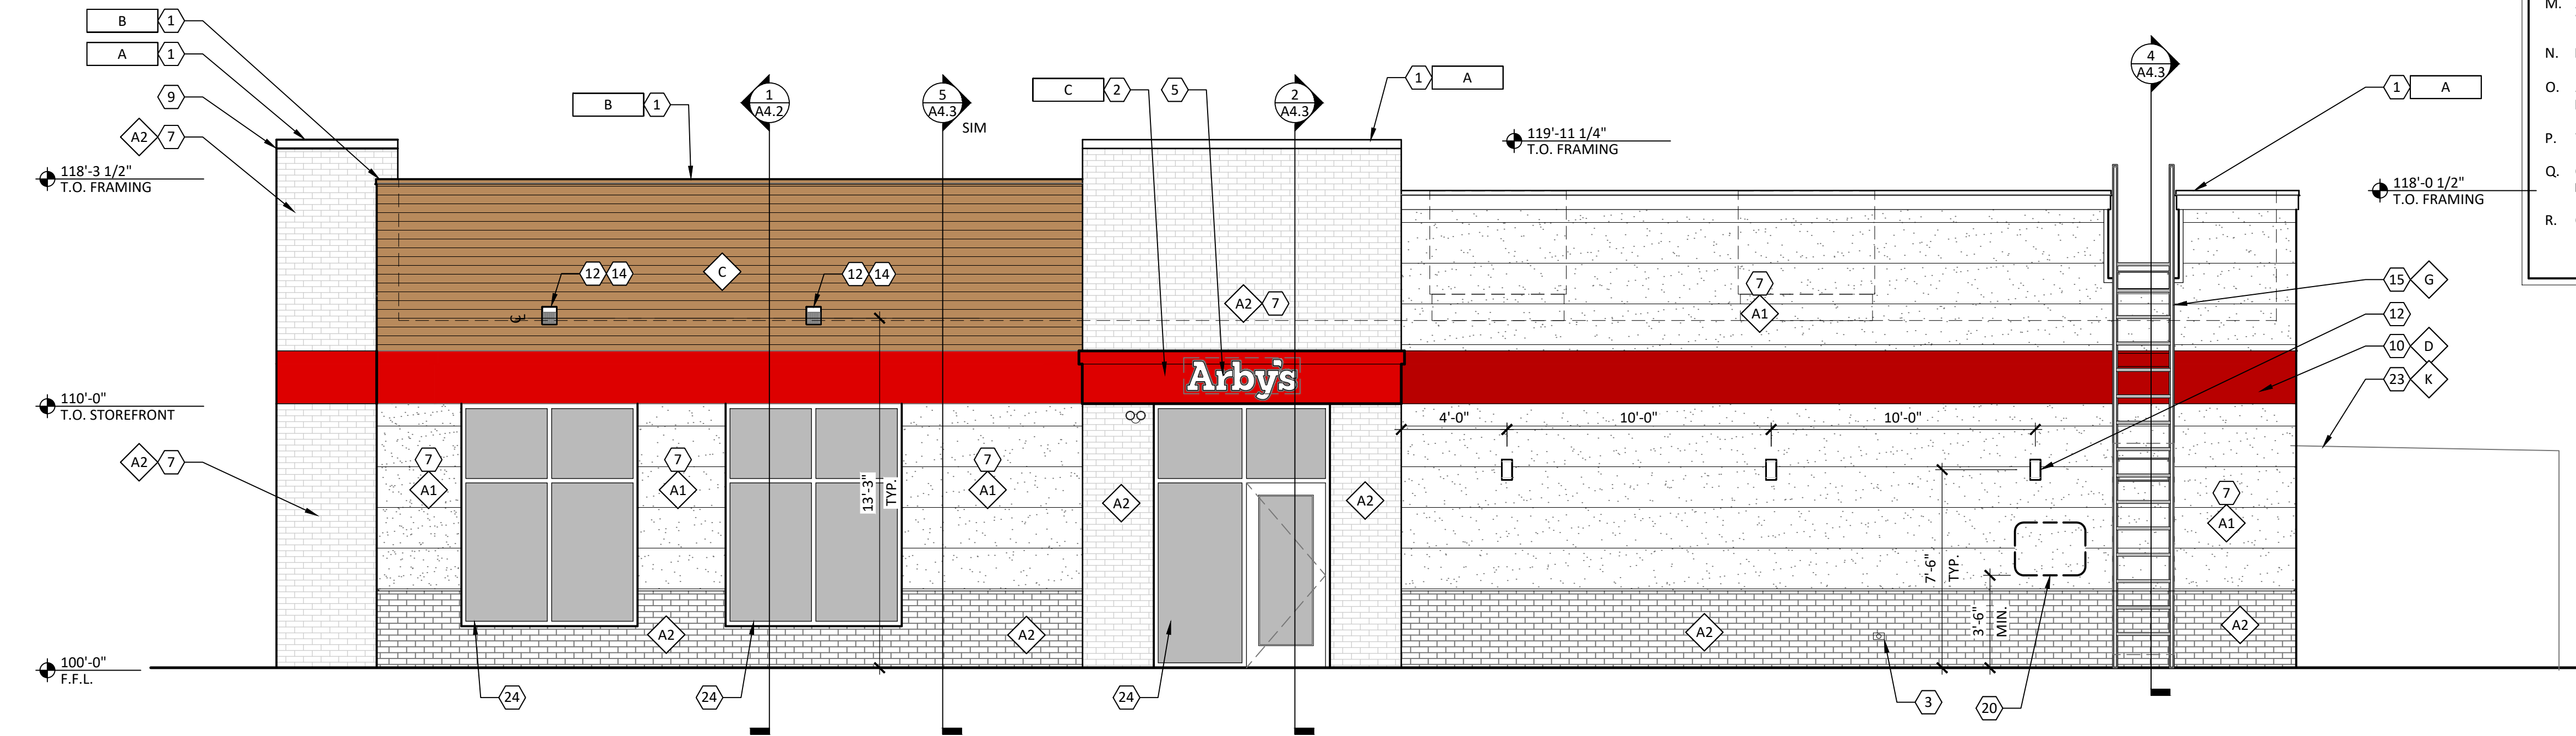 B 1
A 1
9
A2 7
118'-3 1/2"
T.O. FRAMING
110'-0"
T.O. STOREFRONT
A2 7
100'-0"
F.F.L.
B 1
1
A4.2
5
A4.3
SIM
C 2
5
2
A4.3
1 A
119'-11 1/4"
T.O. FRAMING
4
A4.3
1 A
118'-0 1/2"
T.O. FRAMING
M.
N.
O.
P.
Q.
R.
12 14
C
12 14
A2 7
7
A1
15 G
12
10 D
23 K
Arby's
4'-0"
10'-0"
10'-0"
7
A1
7
A1
13'-3"
TYP.
7
A1
A2
A2
7
A1
7'-6"
TYP.
3'-6"
MIN.
A2
A2
A2
A2
24
24
24
3
20